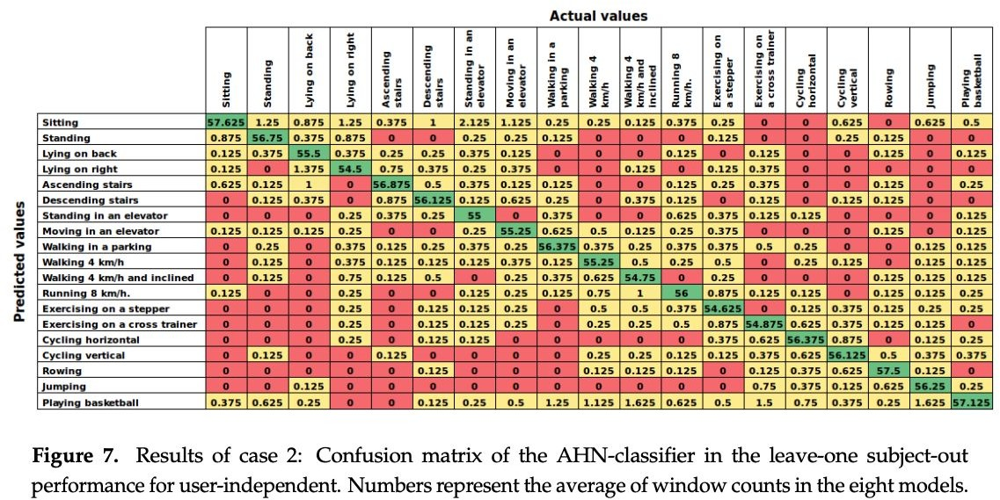 Actual values
Predicted values
Sitting
Standing
Lying on back
Lying on right
Ascending stairs
Descending stairs
Standing in an elevator
Moving in an elevator
Walking in a parking
Walking 4 km/h
Walking 4 km/h and inclined
Running 8 km/h.
Exercising on a stepper
Exercising on a cross trainer
Cycling horizontal
Cycling vertical
Rowing
Jumping
Playing basketball
Sitting 57.625 1.25 0.875 1.25 0.375 1 2.125 1.125 0.25 0.25 0.125 0.375 0.25 0 0 0.625 0 0.625 0.5
Standing 0.875 56.75 0.375 0.875 0 0 0.25 0.25 0.125 0 0 0 0.125 0 0 0.25 0.125 0 0
Lying on back 0.125 0.375 55.5 0.375 0.25 0.25 0.375 0.125 0 0 0 0.125 0 0.125 0 0 0 0 0.125
Lying on right 0.125 0 1.375 54.5 0.75 0.375 0.25 0.375 0 0 0.125 0 0.125 0.375 0 0 0 0 0
Ascending stairs 0.625 0.125 1 0 56.875 0.5 0.375 0.125 0.125 0 0 0.125 0.25 0.375 0 0 0.125 0 0.25
Descending stairs 0 0.125 0.375 0 0.875 56.125 0.125 0.625 0.25 0 0.375 0.125 0 0.125 0 0.125 0.125 0 0
Standing in an elevator 0 0 0 0.25 0.375 0.25 55 0 0.375 0 0 0.625 0.375 0.125 0.125 0 0 0 0.125
Moving in an elevator 0.125 0.125 0.125 0.25 0 0 0.25 55.25 0.625 0.5 0.125 0.25 0.375 0 0 0 0.125 0 0.125
Walking in a parking 0 0.25 0 0.375 0.125 0.25 0.375 0.25 56.375 0.375 0.25 0.375 0.375 0.5 0.25 0 0 0.125 0.125
Walking 4 km/h 0 0.125 0 0.375 0.125 0.125 0.125 0.375 0.125 55.25 0.5 0.25 0.5 0 0.25 0.125 0 0.125 0.125
Walking 4 km/h and inclined 0 0.125 0 0.75 0.125 0.5 0 0.25 0.375 0.625 54.75 0 0.25 0 0 0 0.125 0.125 0.125
Running 8 km/h. 0.125 0 0 0.25 0 0 0.125 0.25 0.125 0.75 1 56 0.875 0.125 0.125 0 0.125 0.125 0.25
Exercising on a stepper 0 0 0 0.25 0 0.125 0.125 0.25 0 0.5 0.5 0.375 54.625 0 0.125 0.375 0.125 0.25 0.25
Exercising on a cross trainer 0 0 0 0.25 0 0.125 0.125 0.25 0 0.25 0.25 0.5 0.875 54.875 0.625 0.375 0.125 0.125 0
Cycling horizontal 0 0 0 0.25 0 0.125 0.125 0 0 0 0 0 0.375 0.625 56.375 0.875 0 0.125 0.25
Cycling vertical 0 0.125 0 0 0.125 0 0 0 0 0.25 0.25 0.125 0.125 0.375 0.625 56.125 0.5 0.375 0.375
Rowing 0 0 0 0 0 0.125 0 0 0 0.125 0.125 0.125 0 0.125 0.375 0.625 57.5 0.125 0
Jumping 0 0 0.125 0 0 0 0 0 0 0 0 0 0 0.75 0.375 0.125 0.625 56.25 0.25
Playing basketball 0.375 0.625 0.25 0 0 0.125 0.25 0.5 1.25 1.125 1.625 0.625 0.5 1.5 0.75 0.375 0.25 1.625 57.125
Figure 7. Results of case 2: Confusion matrix of the AHN-classifier in the leave-one subject-out
performance for user-independent. Numbers represent the average of window counts in the eight models.